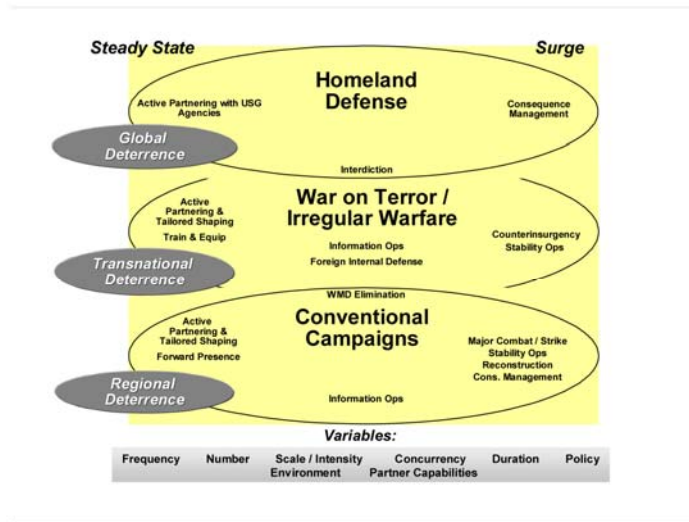 Steady State
Surge
Homeland
Defense
Active Partnering with USG
Agencies
Consequence
Management
Global
Deterrence
Interdiction
War on Terror /
Irregular Warfare
Active
Partnering &
Tailored Shaping
Train & Equip
Information Ops
Foreign Internal Defense
Counterinsurgency
Stability Ops
Transnational
Deterrence
WMD Elimination
Conventional
Campaigns
Active
Partnering &
Tailored Shaping
Forward Presence
Major Combat / Strike
Stability Ops
Reconstruction
Cons. Management
Regional
Deterrence
Information Ops
Variables:
Frequency Number Scale / Intensity Concurrency Duration Policy
Environment Partner Capabilities